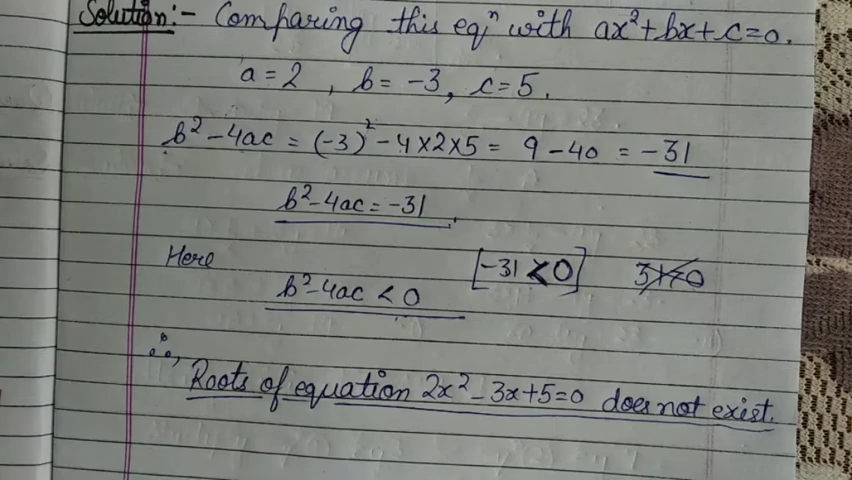 Solution:- Comparing this eqⁿ with ax²+bx+c=0.
a=2, b=-3, c=5.
b²-4ac = (-3)²-4×2×5 = 9-40 = -31
b²-4ac=-31.
Here [-31<0]
b²-4ac<0
∴, Roots of equation 2x²-3x+5=0 does not exist.